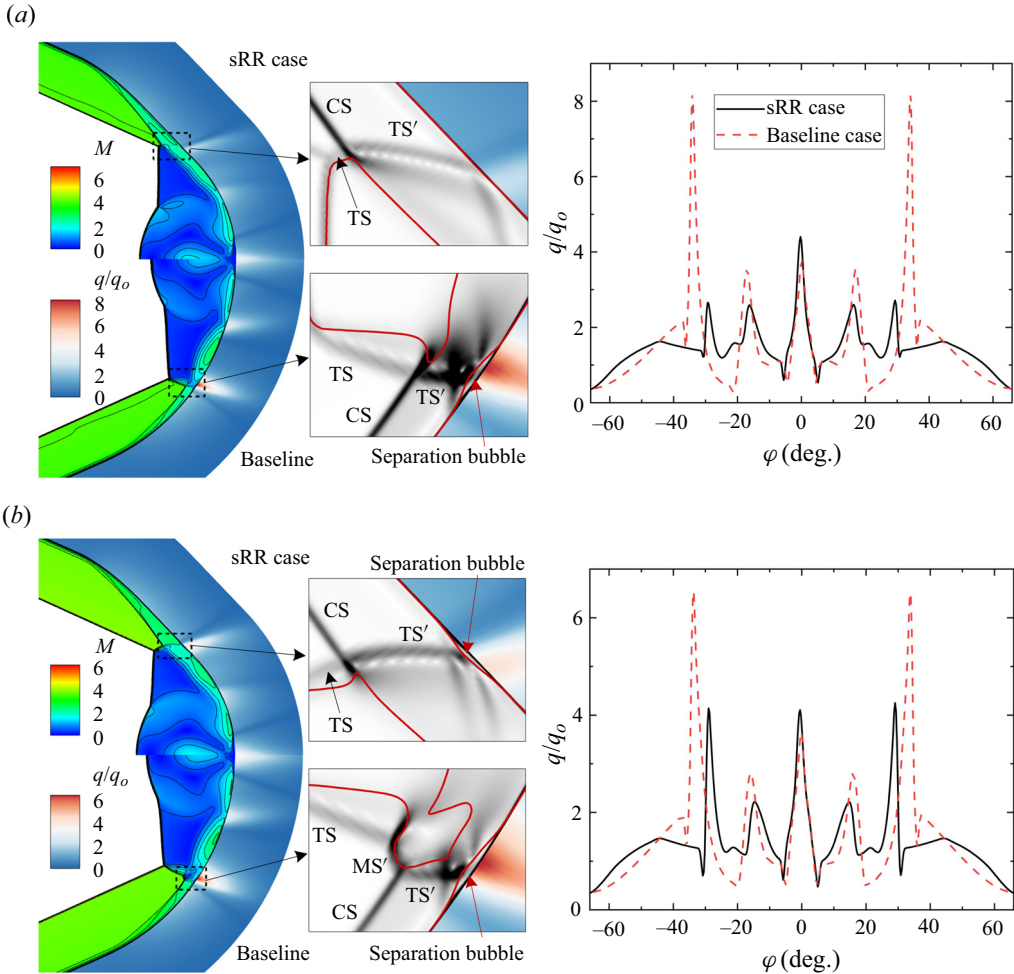 (a)
sRR case
M
6
4
2
0
q/qo
8
6
4
2
0
Baseline
CS
TS′
TS
TS
TS′
CS
Separation bubble
sRR case
Baseline case
q/qo
8
6
4
2
0
−60 −40 −20 0 20 40 60
φ (deg.)
(b)
sRR case
M
6
4
2
0
q/qo
6
4
2
0
Baseline
Separation bubble
CS
TS′
TS
TS
MS′
TS′
CS
Separation bubble
q/qo
6
4
2
0
−60 −40 −20 0 20 40 60
φ (deg.)